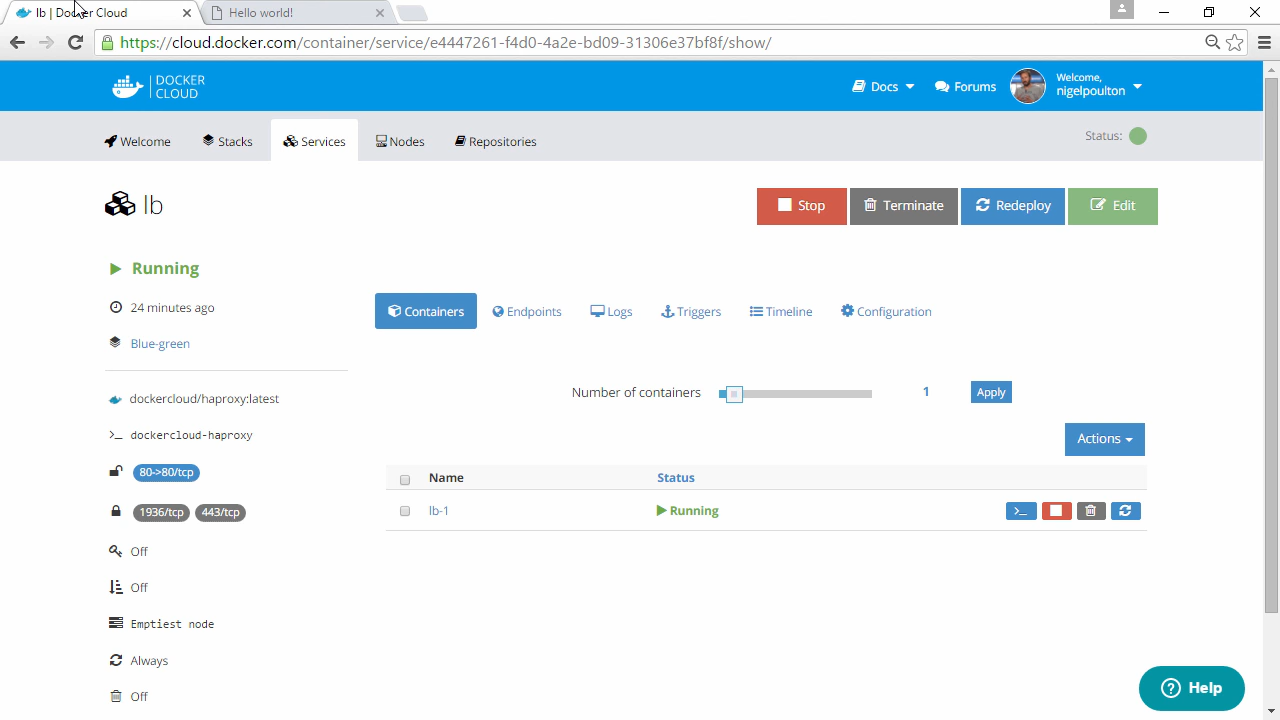 lb | Docker Cloud
Hello world!
https://cloud.docker.com/container/service/e4447261-f4d0-4a2e-bd09-31306e37bf8f/show/
DOCKER
CLOUD
Docs
Forums
Welcome,
nigelpoulton
Welcome
Stacks
Services
Nodes
Repositories
Status:
lb
Stop
Terminate
Redeploy
Edit
Running
24 minutes ago
Blue-green
dockercloud/haproxy:latest
dockercloud-haproxy
80->80/tcp
1936/tcp 443/tcp
Off
Off
Emptiest node
Always
Off
Containers
Endpoints
Logs
Triggers
Timeline
Configuration
Number of containers
1
Apply
Actions
Name
Status
lb-1
Running
Help